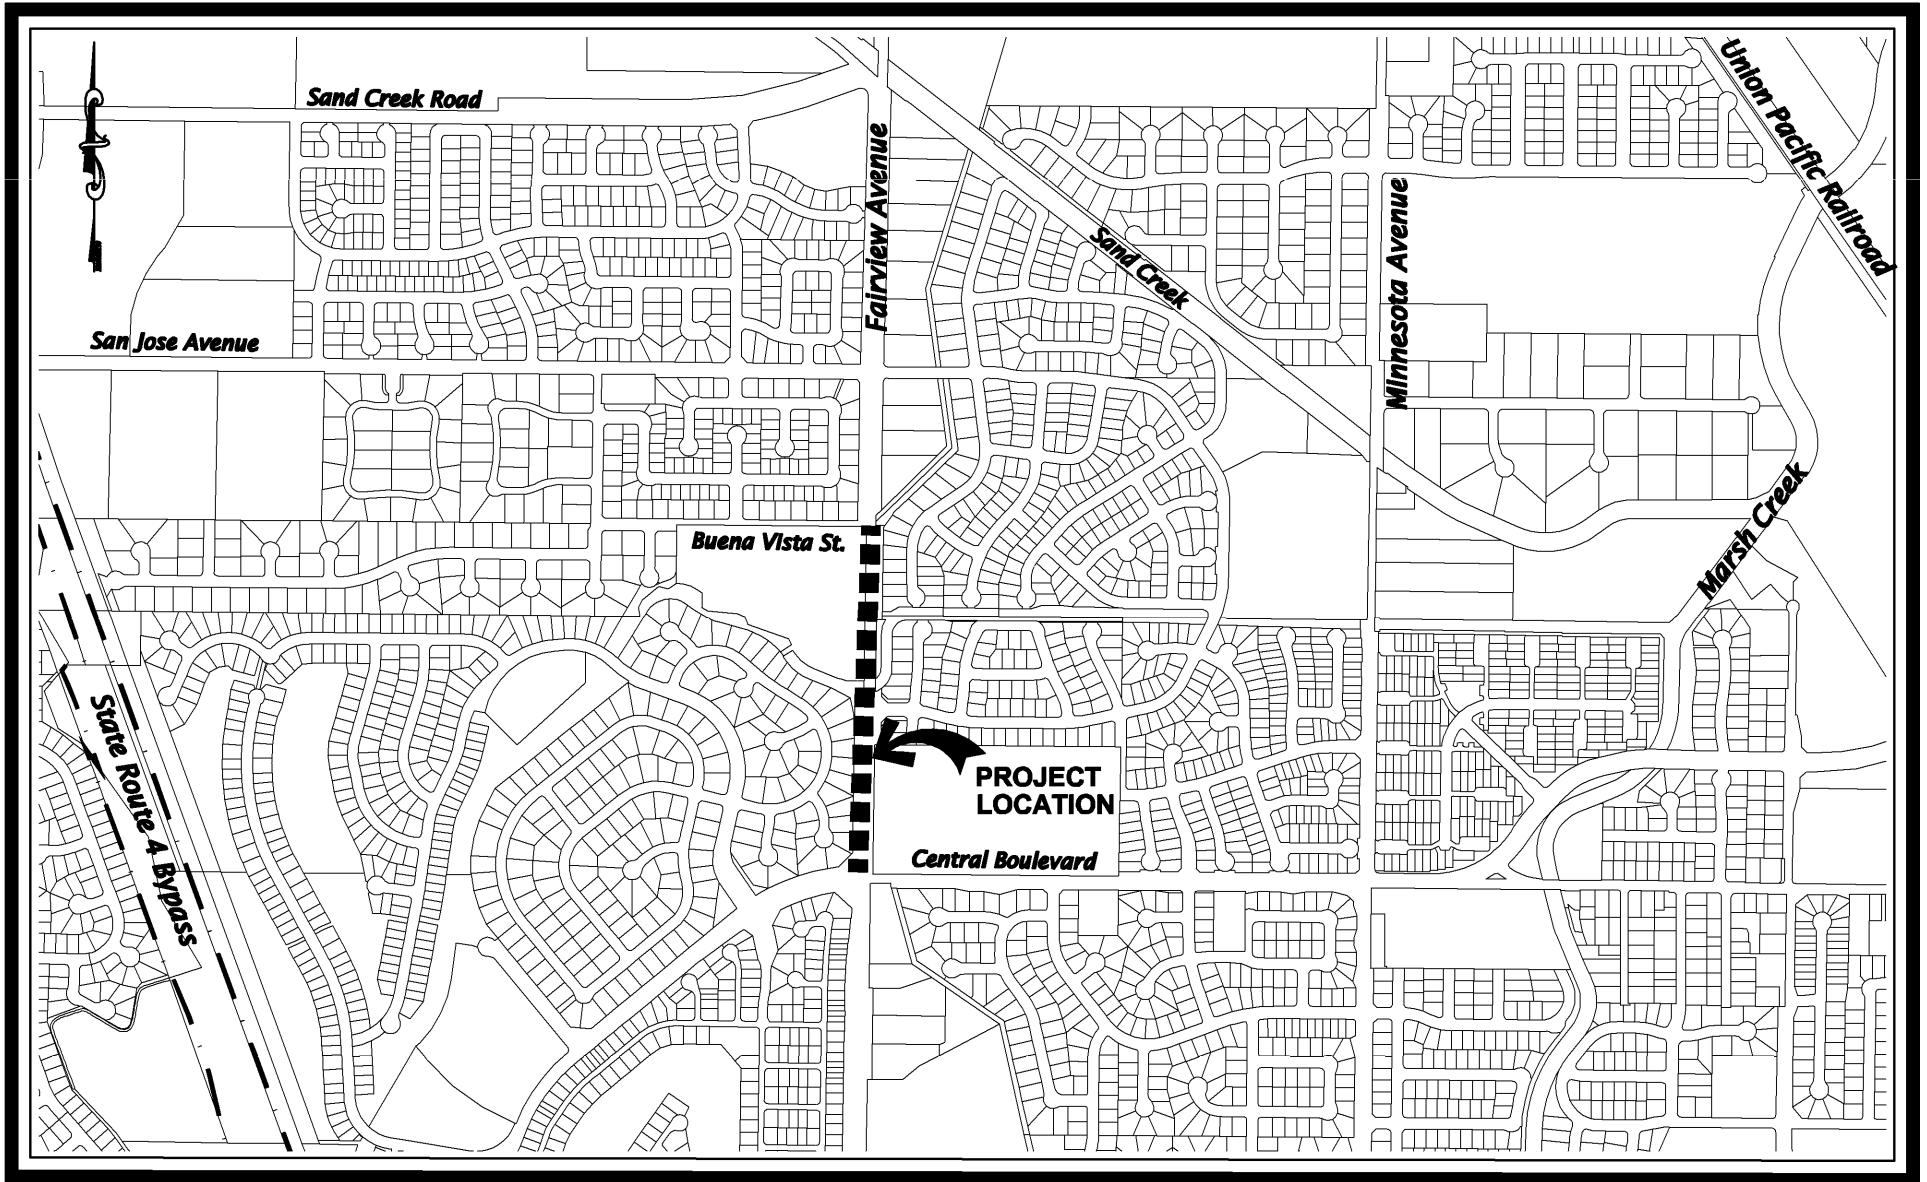 Union Pacific Railroad
Sand Creek Road
Fairview Avenue
Minnesota Avenue
Sand Creek
San Jose Avenue
Marsh Creek
Buena Vista St.
State Route 4 Bypass
PROJECT
LOCATION
Central Boulevard